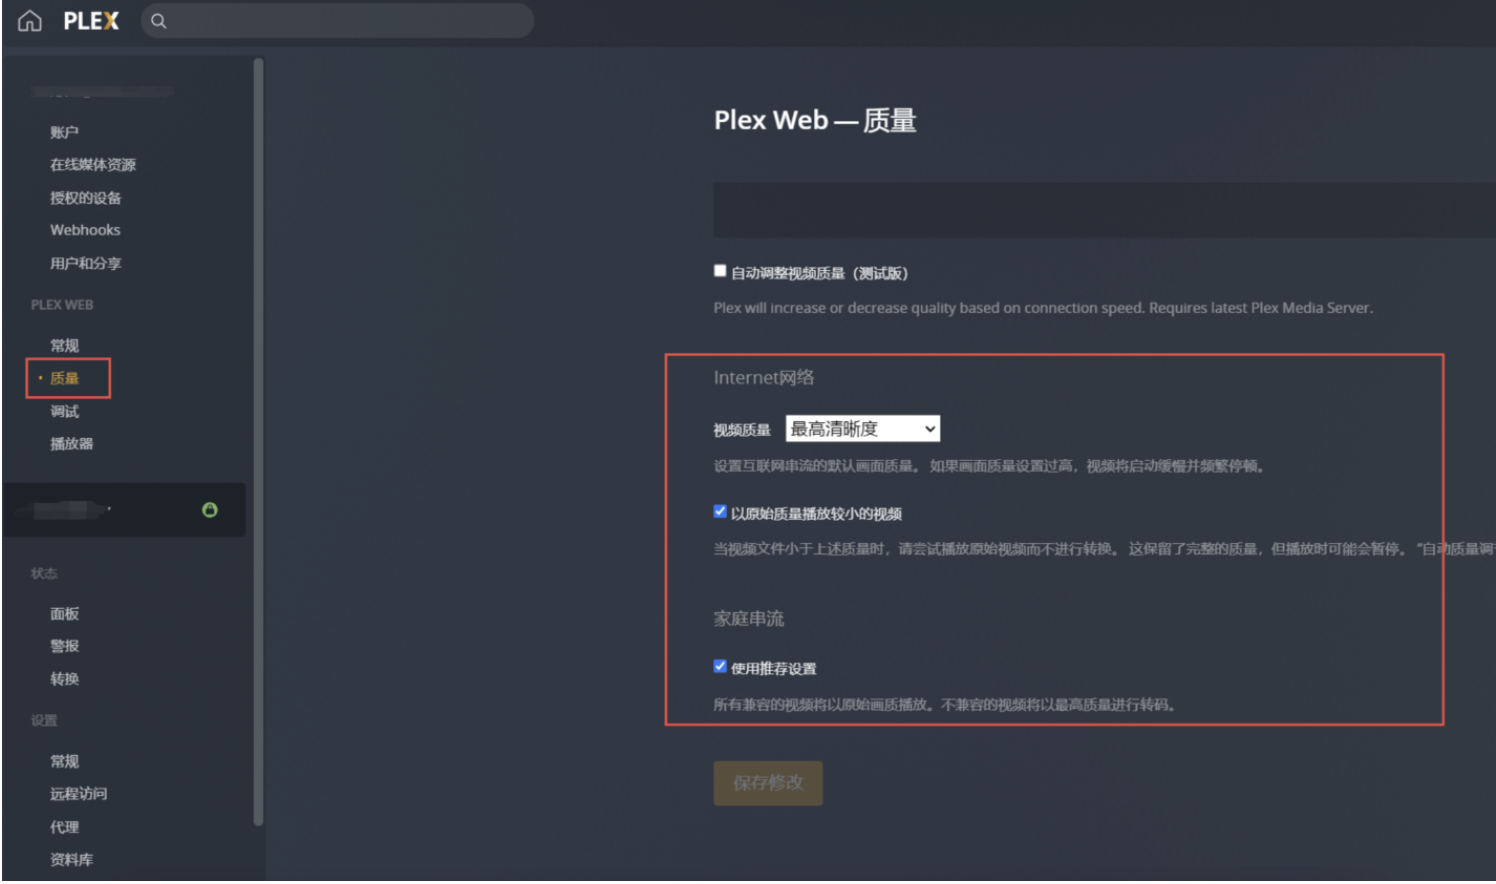 PLEX
账户
在线媒体资源
授权的设备
Webhooks
用户和分享
PLEX WEB
常规
质量
调试
播放器
状态
面板
警报
转换
设置
常规
远程访问
代理
资料库
Plex Web — 质量
自动调整视频质量（测试版）
Plex will increase or decrease quality based on connection speed. Requires latest Plex Media Server.
Internet网络
视频质量 最高清晰度
设置互联网串流的默认画面质量。 如果画面质量设置过高，视频将启动缓慢并频繁停顿。
以原始质量播放较小的视频
当视频文件小于上述质量时，请尝试播放原始视频而不进行转换。 这保留了完整的质量，但播放时可能会暂停。 “自动质量调
家庭串流
使用推荐设置
所有兼容的视频将以原始画质播放。不兼容的视频将以最高质量进行转码。
保存修改